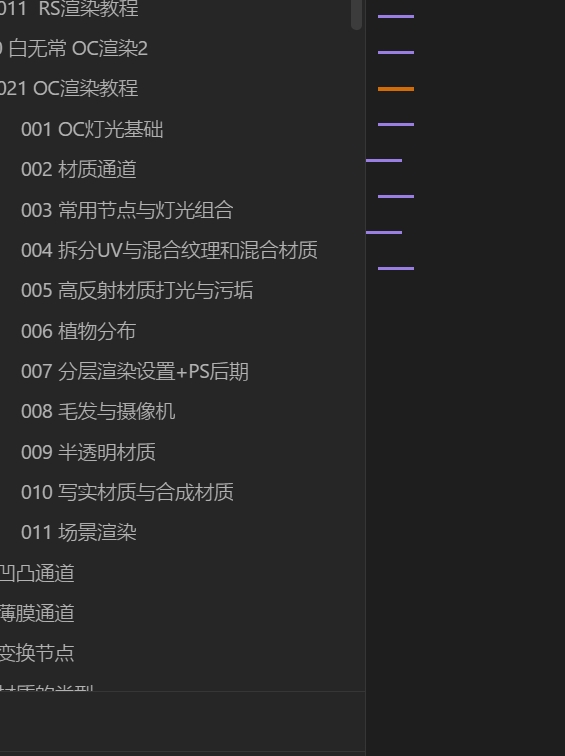 011 RS渲染教程
0 白无常 OC渲染2
021 OC渲染教程
001 OC灯光基础
002 材质通道
003 常用节点与灯光组合
004 拆分UV与混合纹理和混合材质
005 高反射材质打光与污垢
006 植物分布
007 分层渲染设置+PS后期
008 毛发与摄像机
009 半透明材质
010 写实材质与合成材质
011 场景渲染
凹凸通道
薄膜通道
变换节点
材质的类型